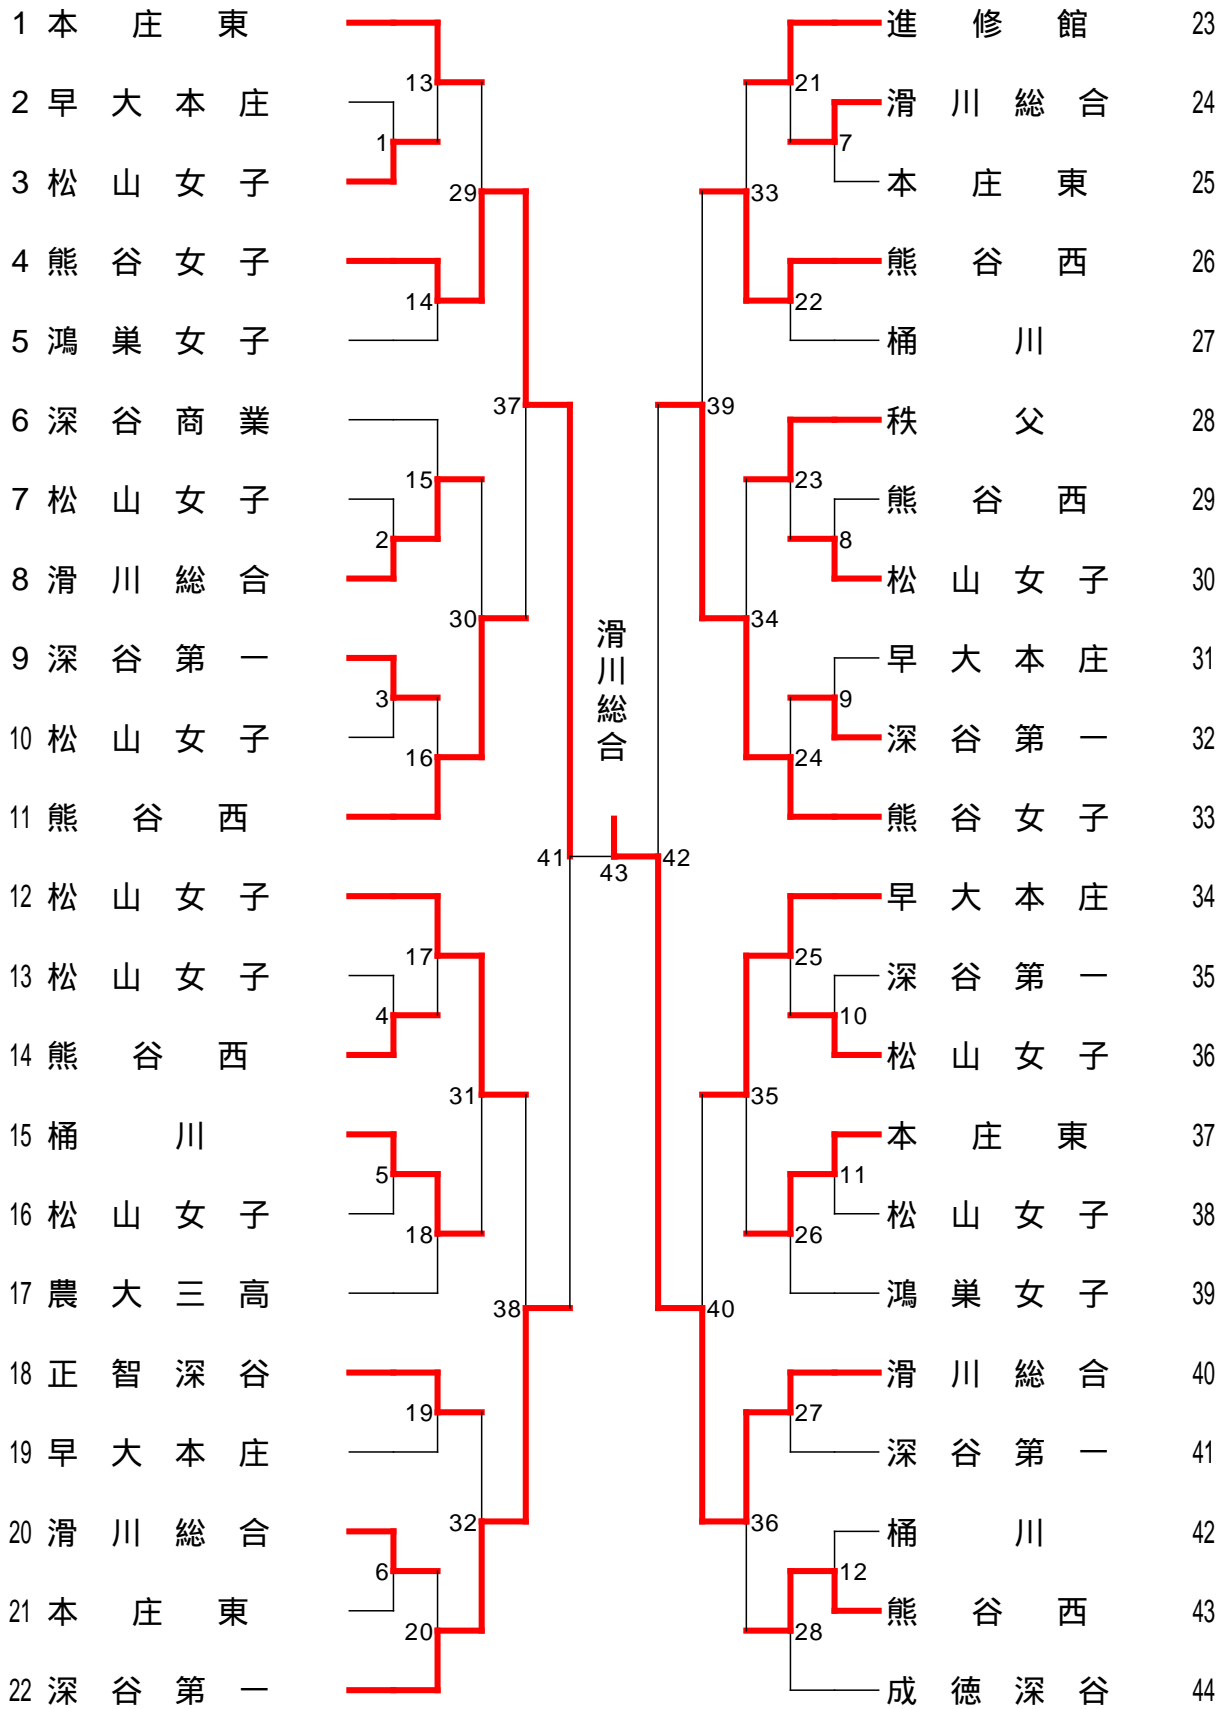 1 本庄東
2 早大本庄
3 松山女子
4 熊谷女子
5 鴻巣女子
6 深谷商業
7 松山女子
8 滑川総合
9 深谷第一
10 松山女子
11 熊谷西
12 松山女子
13 松山女子
14 熊谷西
15 桶川
16 松山女子
17 農大三高
18 正智深谷
19 早大本庄
20 滑川総合
21 本庄東
22 深谷第一
13
1
29
14
37
15
2
30
3
16
41
17
4
31
5
18
38
19
32
6
20
滑川総合
43
21
7
33
22
39
23
8
34
9
24
42
25
10
35
11
26
40
27
36
12
28
進修館 23
滑川総合 24
本庄東 25
熊谷西 26
桶川 27
秩父 28
熊谷西 29
松山女子 30
早大本庄 31
深谷第一 32
熊谷女子 33
早大本庄 34
深谷第一 35
松山女子 36
本庄東 37
松山女子 38
鴻巣女子 39
滑川総合 40
深谷第一 41
桶川 42
熊谷西 43
成徳深谷 44